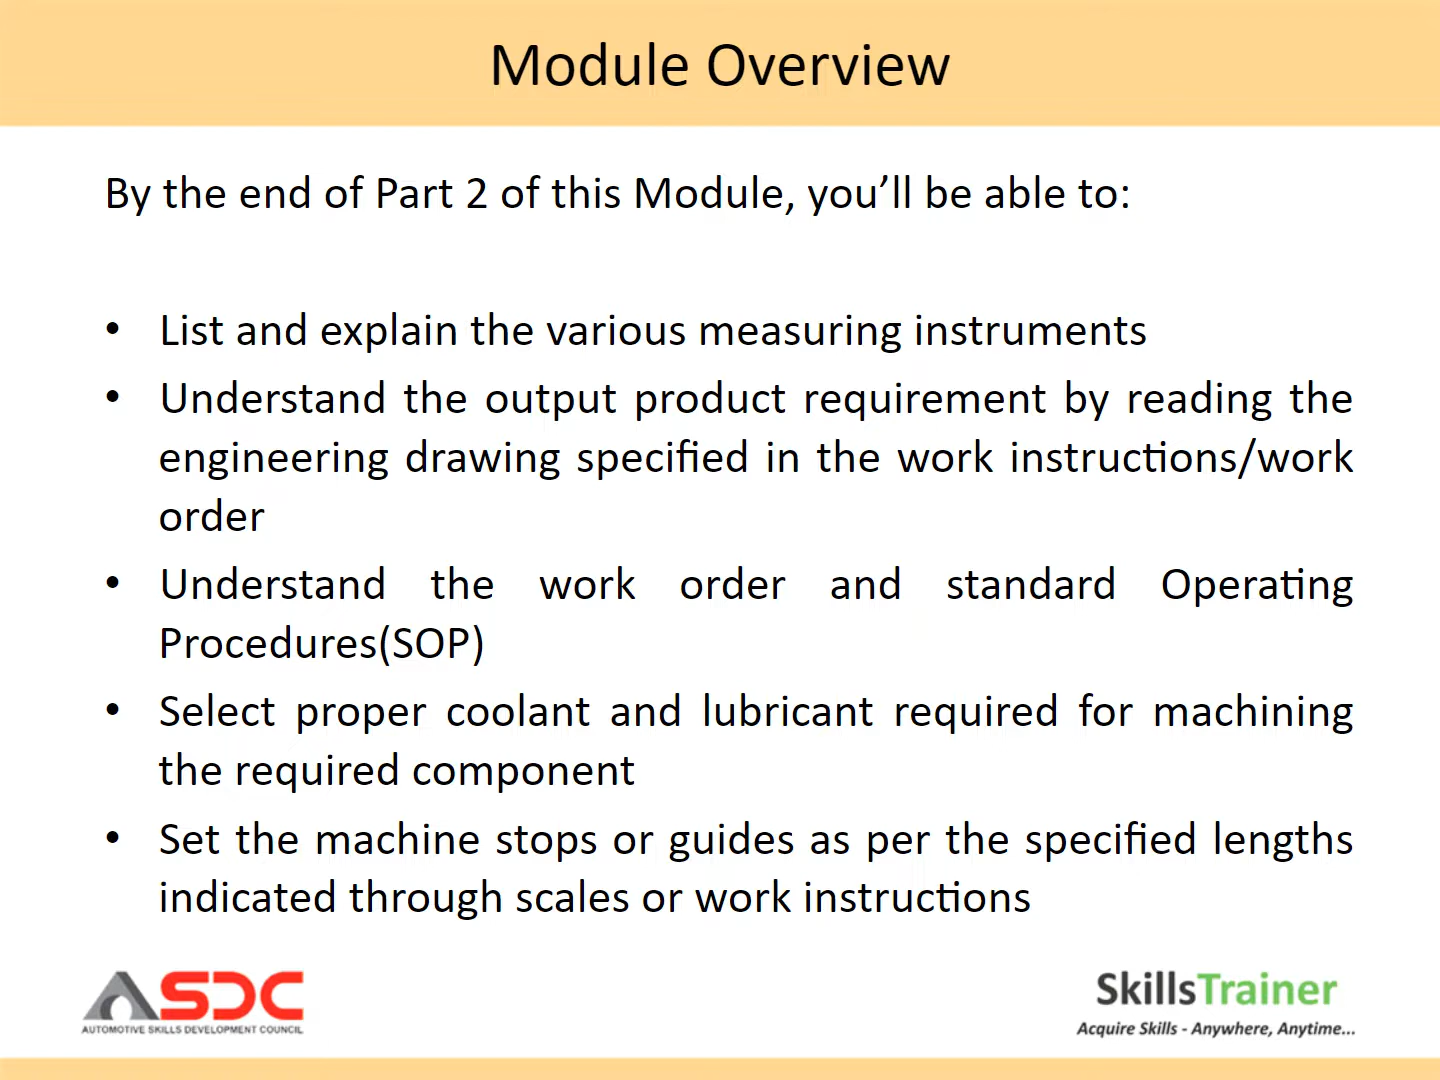 Module Overview
By the end of Part 2 of this Module, you’ll be able to:
• List and explain the various measuring instruments
• Understand the output product requirement by reading the
engineering drawing specified in the work instructions/work
order
• Understand the work order and standard Operating
Procedures(SOP)
• Select proper coolant and lubricant required for machining
the required component
• Set the machine stops or guides as per the specified lengths
indicated through scales or work instructions
ASDC
AUTOMOTIVE SKILLS DEVELOPMENT COUNCIL
SkillsTrainer
Acquire Skills - Anywhere, Anytime...